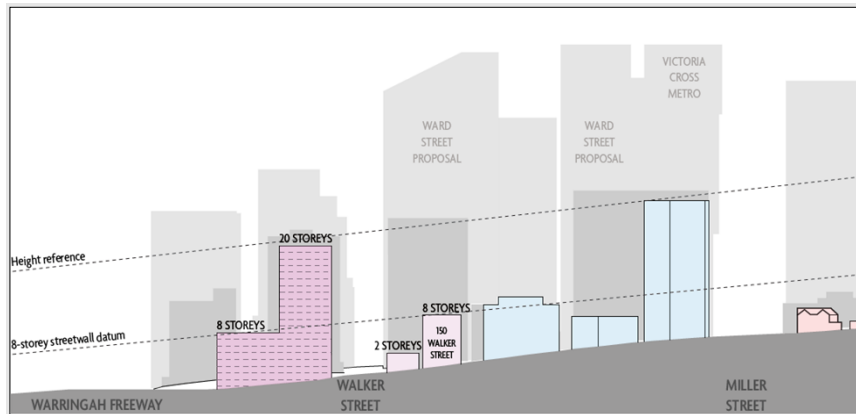 VICTORIA
CROSS
METRO
WARD
STREET
PROPOSAL
WARD
STREET
PROPOSAL
20 STOREYS
Height reference
8 STOREYS
8 STOREYS
150
WALKER
STREET
2 STOREYS
8-storey streetwall datum
WARRINGAH FREEWAY
WALKER
STREET
MILLER
STREET